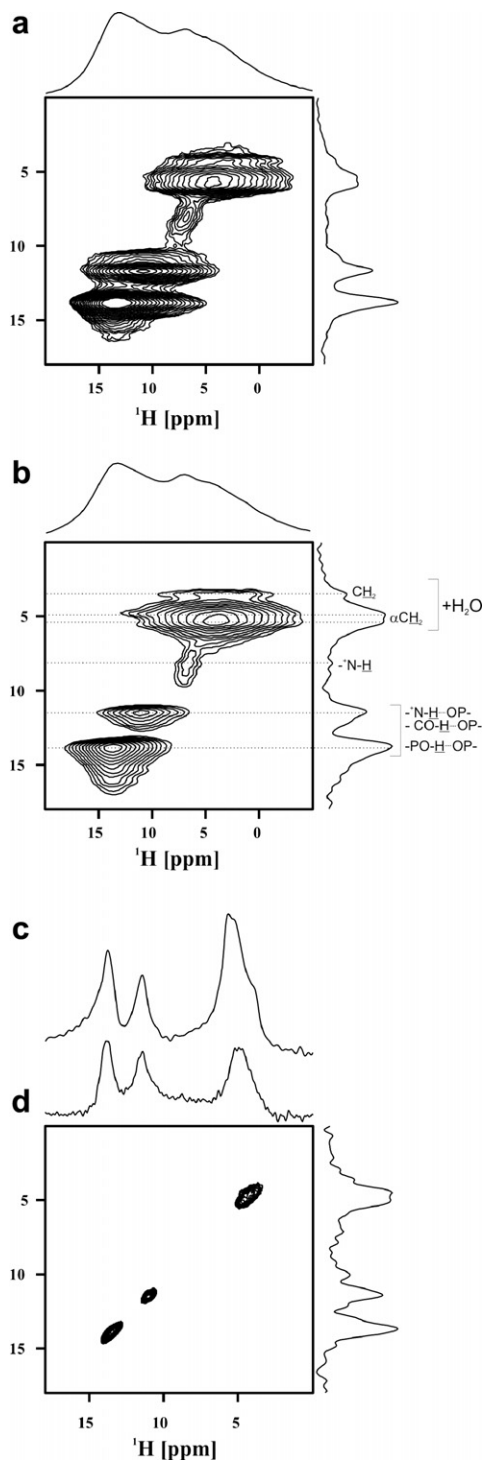 a
5
10
15
15 10 5 0
¹H [ppm]
b
5
10
15
CH₂
αCH₂
+H₂O
-⁺N-H
-⁺N-H--OP-
- CO-H--OP-
-PO-H--OP-
15 10 5 0
¹H [ppm]
c
d
5
10
15
15 10 5
¹H [ppm]